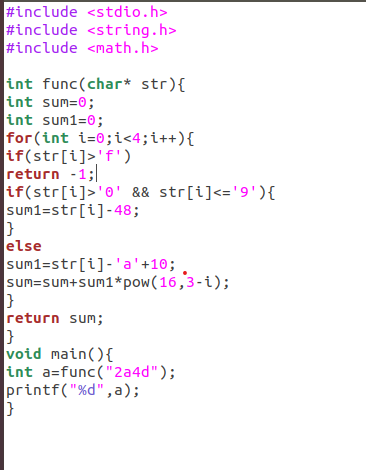 #include <stdio.h>
#include <string.h>
#include <math.h>
int func(char* str){
int sum=0;
int sum1=0;
for(int i=0;i<4;i++){
if(str[i]>'f')
return -1;
if(str[i]>'0' && str[i]<='9'){
sum1=str[i]-48;
}
else
sum1=str[i]-'a'+10;
sum=sum+sum1*pow(16,3-i);
}
return sum;
}
void main(){
int a=func("2a4d");
printf("%d",a);
}